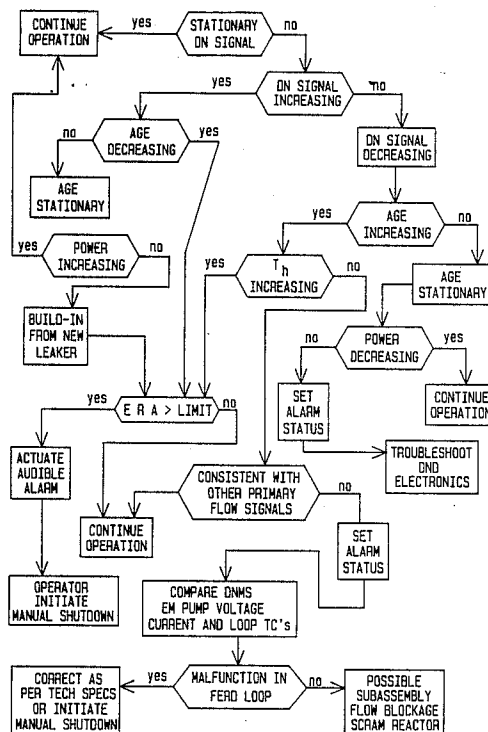 CONTINUE
OPERATION
yes
STATIONARY
DN SIGNAL
no
yes
DN SIGNAL
INCREASING
no
no
AGE
DECREASING
yes
DN SIGNAL
DECREASING
AGE
STATIONARY
yes
AGE
INCREASING
no
yes
POWER
INCREASING
no
yes
Th
INCREASING
no
AGE
STATIONARY
BUILD-IN
FROM NEW
LEAKER
no
POWER
DECREASING
yes
yes
E R A > LIMIT
no
SET
ALARM
STATUS
CONTINUE
OPERATION
ACTUATE
AUDIBLE
ALARM
TROUBLESHOOT
DND
ELECTRONICS
CONSISTENT WITH
OTHER PRIMARY
FLOW SIGNALS
no
CONTINUE
OPERATION
SET
ALARM
STATUS
OPERATOR
INITIATE
MANUAL SHUTDOWN
COMPARE DNMS
EM PUMP VOLTAGE
CURRENT AND LOOP TC's
CORRECT AS
PER TECH SPECS
OR INITIATE
MANUAL SHUTDOWN
yes
MALFUNCTION IN
FERD LOOP
no
POSSIBLE
SUBASSEMBLY
FLOW BLOCKAGE
SCRAM REACTOR